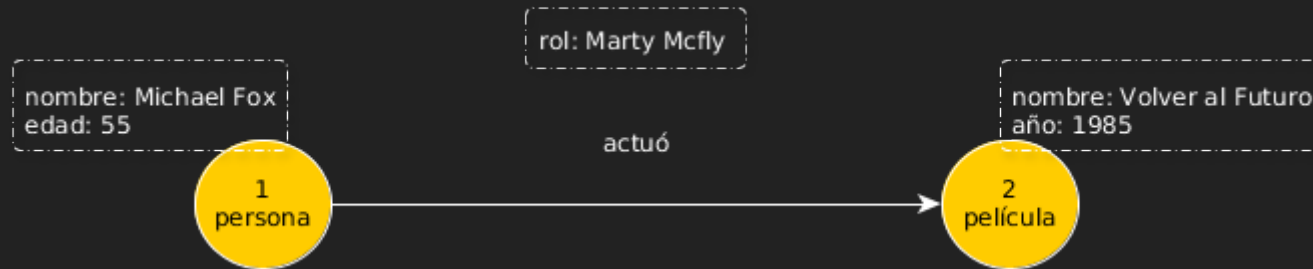 rol: Marty Mcfly
nombre: Michael Fox
edad: 55
nombre: Volver al Futuro
año: 1985
actuó
1
persona
2
película